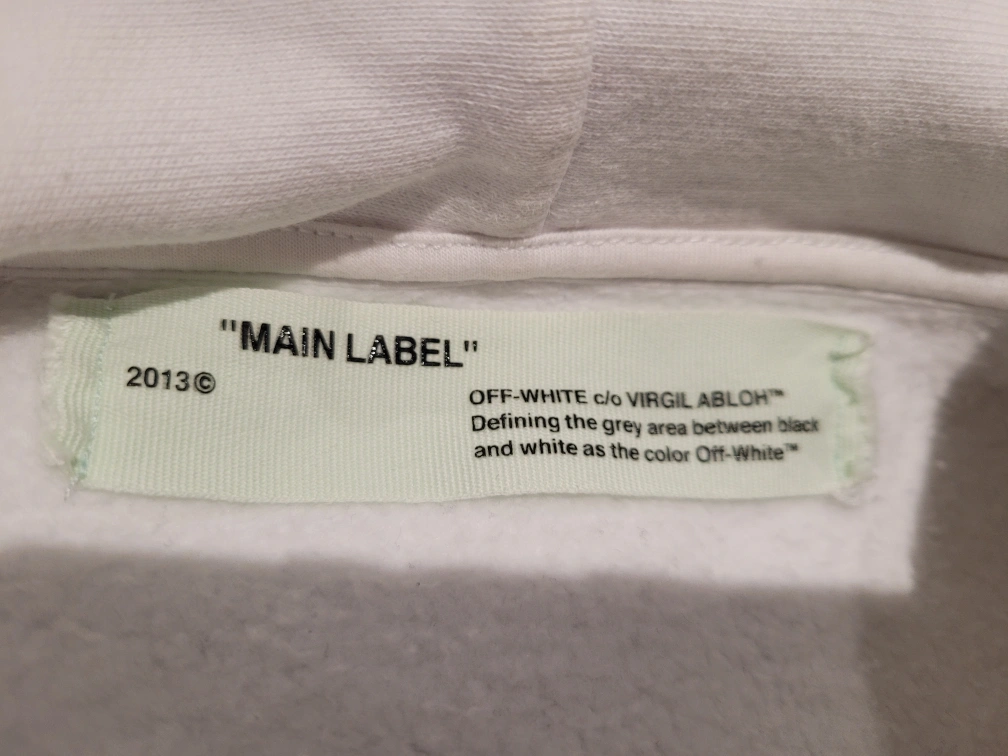 "MAIN LABEL"
2013©
OFF-WHITE c/o VIRGIL ABLOH™
Defining the grey area between black
and white as the color Off-White™